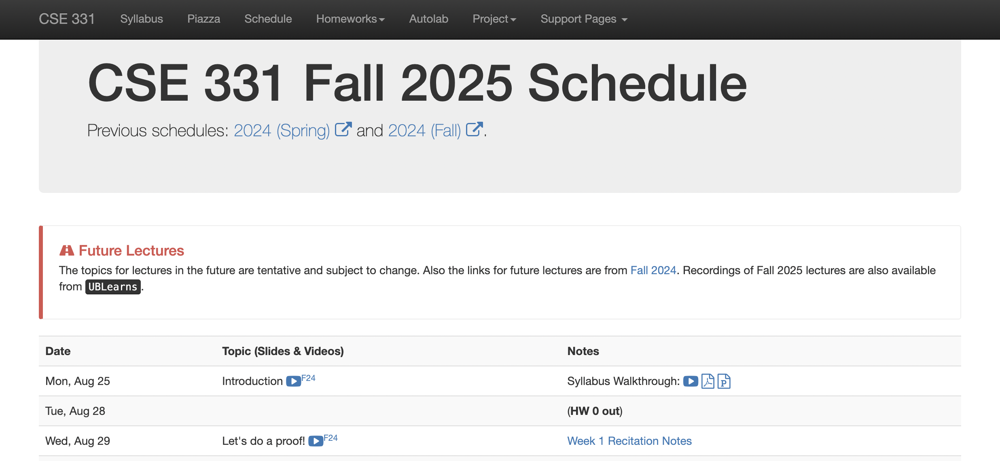 CSE 331 Syllabus Piazza Schedule Homeworks Autolab Project Support Pages
CSE 331 Fall 2025 Schedule
Previous schedules: 2024 (Spring) and 2024 (Fall).
Future Lectures
The topics for lectures in the future are tentative and subject to change. Also the links for future lectures are from Fall 2024. Recordings of Fall 2025 lectures are also available
from UBLearns.
Date Topic (Slides & Videos) Notes
Mon, Aug 25 Introduction F24 Syllabus Walkthrough: P
Tue, Aug 28 (HW 0 out)
Wed, Aug 29 Let's do a proof! F24 Week 1 Recitation Notes